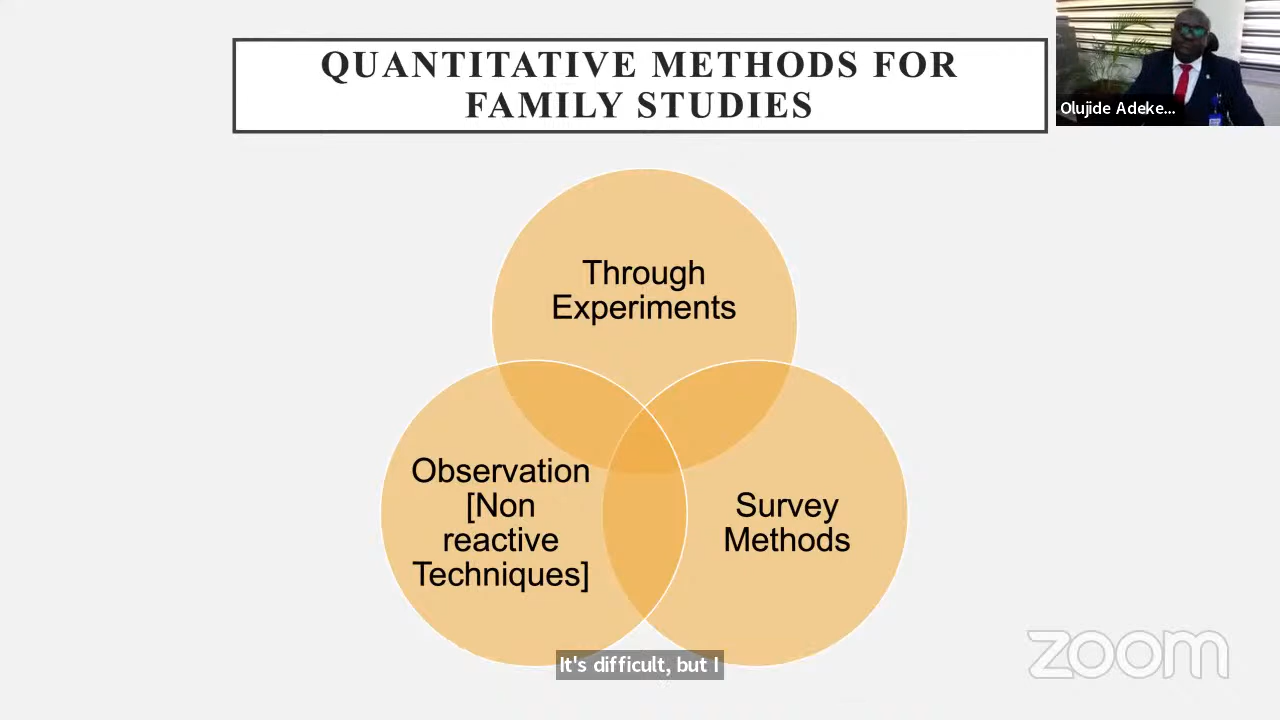 QUANTITATIVE METHODS FOR
FAMILY STUDIES
Olujide Adeke...
Through
Experiments
Observation
[Non
reactive
Techniques]
Survey
Methods
It's difficult, but I
zoom